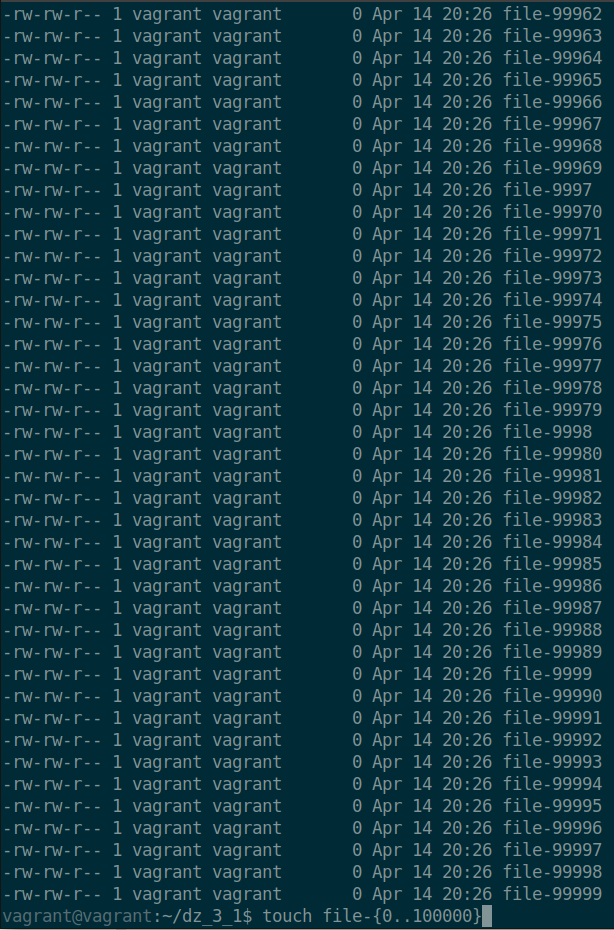 -rw-rw-r-- 1 vagrant vagrant       0 Apr 14 20:26 file-99962
-rw-rw-r-- 1 vagrant vagrant       0 Apr 14 20:26 file-99963
-rw-rw-r-- 1 vagrant vagrant       0 Apr 14 20:26 file-99964
-rw-rw-r-- 1 vagrant vagrant       0 Apr 14 20:26 file-99965
-rw-rw-r-- 1 vagrant vagrant       0 Apr 14 20:26 file-99966
-rw-rw-r-- 1 vagrant vagrant       0 Apr 14 20:26 file-99967
-rw-rw-r-- 1 vagrant vagrant       0 Apr 14 20:26 file-99968
-rw-rw-r-- 1 vagrant vagrant       0 Apr 14 20:26 file-99969
-rw-rw-r-- 1 vagrant vagrant       0 Apr 14 20:26 file-9997
-rw-rw-r-- 1 vagrant vagrant       0 Apr 14 20:26 file-99970
-rw-rw-r-- 1 vagrant vagrant       0 Apr 14 20:26 file-99971
-rw-rw-r-- 1 vagrant vagrant       0 Apr 14 20:26 file-99972
-rw-rw-r-- 1 vagrant vagrant       0 Apr 14 20:26 file-99973
-rw-rw-r-- 1 vagrant vagrant       0 Apr 14 20:26 file-99974
-rw-rw-r-- 1 vagrant vagrant       0 Apr 14 20:26 file-99975
-rw-rw-r-- 1 vagrant vagrant       0 Apr 14 20:26 file-99976
-rw-rw-r-- 1 vagrant vagrant       0 Apr 14 20:26 file-99977
-rw-rw-r-- 1 vagrant vagrant       0 Apr 14 20:26 file-99978
-rw-rw-r-- 1 vagrant vagrant       0 Apr 14 20:26 file-99979
-rw-rw-r-- 1 vagrant vagrant       0 Apr 14 20:26 file-9998
-rw-rw-r-- 1 vagrant vagrant       0 Apr 14 20:26 file-99980
-rw-rw-r-- 1 vagrant vagrant       0 Apr 14 20:26 file-99981
-rw-rw-r-- 1 vagrant vagrant       0 Apr 14 20:26 file-99982
-rw-rw-r-- 1 vagrant vagrant       0 Apr 14 20:26 file-99983
-rw-rw-r-- 1 vagrant vagrant       0 Apr 14 20:26 file-99984
-rw-rw-r-- 1 vagrant vagrant       0 Apr 14 20:26 file-99985
-rw-rw-r-- 1 vagrant vagrant       0 Apr 14 20:26 file-99986
-rw-rw-r-- 1 vagrant vagrant       0 Apr 14 20:26 file-99987
-rw-rw-r-- 1 vagrant vagrant       0 Apr 14 20:26 file-99988
-rw-rw-r-- 1 vagrant vagrant       0 Apr 14 20:26 file-99989
-rw-rw-r-- 1 vagrant vagrant       0 Apr 14 20:26 file-9999
-rw-rw-r-- 1 vagrant vagrant       0 Apr 14 20:26 file-99990
-rw-rw-r-- 1 vagrant vagrant       0 Apr 14 20:26 file-99991
-rw-rw-r-- 1 vagrant vagrant       0 Apr 14 20:26 file-99992
-rw-rw-r-- 1 vagrant vagrant       0 Apr 14 20:26 file-99993
-rw-rw-r-- 1 vagrant vagrant       0 Apr 14 20:26 file-99994
-rw-rw-r-- 1 vagrant vagrant       0 Apr 14 20:26 file-99995
-rw-rw-r-- 1 vagrant vagrant       0 Apr 14 20:26 file-99996
-rw-rw-r-- 1 vagrant vagrant       0 Apr 14 20:26 file-99997
-rw-rw-r-- 1 vagrant vagrant       0 Apr 14 20:26 file-99998
-rw-rw-r-- 1 vagrant vagrant       0 Apr 14 20:26 file-99999
vagrant@vagrant:~/dz_3_1$ touch file-{0..100000}